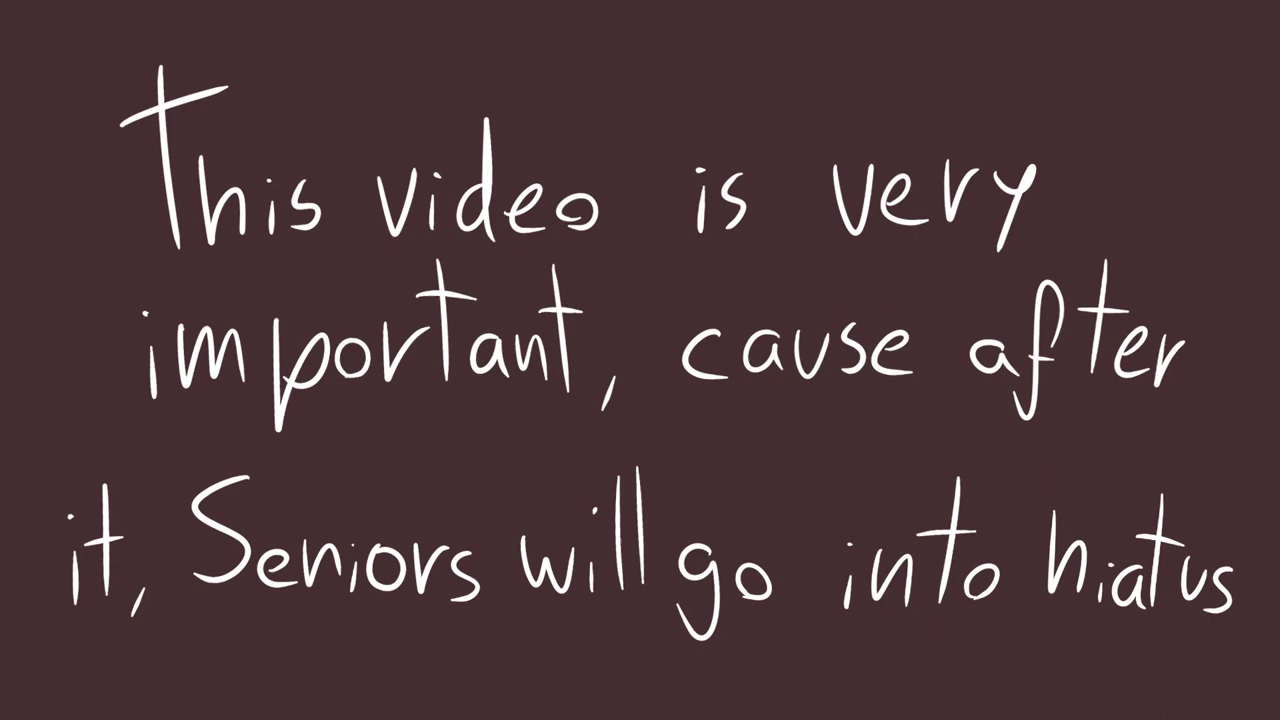 This video is very
important, cause after
it, Seniors will go into hiatus